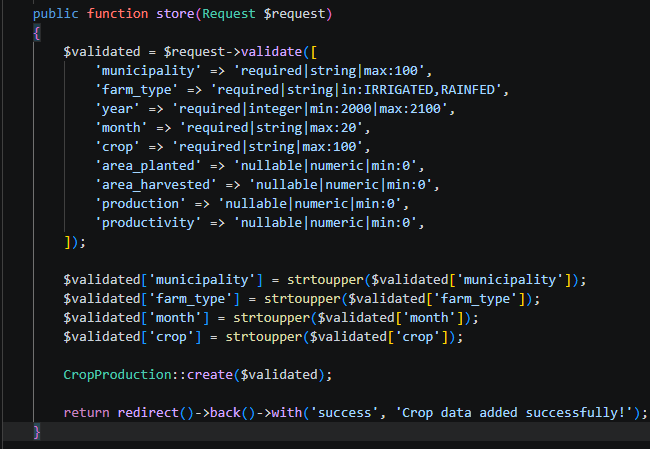 public function store(Request $request)
{
    $validated = $request->validate([
        'municipality' => 'required|string|max:100',
        'farm_type' => 'required|string|in:IRRIGATED,RAINFED',
        'year' => 'required|integer|min:2000|max:2100',
        'month' => 'required|string|max:20',
        'crop' => 'required|string|max:100',
        'area_planted' => 'nullable|numeric|min:0',
        'area_harvested' => 'nullable|numeric|min:0',
        'production' => 'nullable|numeric|min:0',
        'productivity' => 'nullable|numeric|min:0',
    ]);
    $validated['municipality'] = strtoupper($validated['municipality']);
    $validated['farm_type'] = strtoupper($validated['farm_type']);
    $validated['month'] = strtoupper($validated['month']);
    $validated['crop'] = strtoupper($validated['crop']);
    CropProduction::create($validated);
    return redirect()->back()->with('success', 'Crop data added successfully!');
}